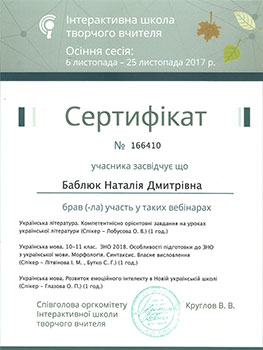 Інтерактивна школа
творчого вчителя
Осіння сесія:
6 листопада – 25 листопада 2017 р.
Сертифікат
№ 166410
учасника засвідчує що
Баблюк Наталія Дмитрівна
брав (-ла) участь у таких вебінарах
Українська література. Компетентнісно орієнтовні завдання на уроках
української літератури (Спікер – Лобусова О. В.) (1 год.)
Українська мова. 10–11 клас. ЗНО 2018. Особливості підготовки до ЗНО
з української мови. Морфологія. Синтаксис. Власне висловлення
(Спікер – Літвінова І. М. , Бутко С. Г.) (1 год.)
Українська мова. Розвиток емоційного інтелекту в Новій українській школі
(Спікер – Глазова О. П.) (1 год.)
Співголова оргкомітету
Інтерактивної школи
творчого вчителя
Круглов В. В.